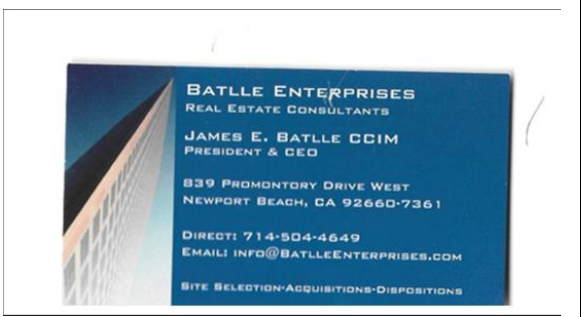 BATLLE ENTERPRISES
REAL ESTATE CONSULTANTS
JAMES E. BATLLE CCIM
PRESIDENT & CEO
839 PROMONTORY DRIVE WEST
NEWPORT BEACH, CA 92660-7361
DIRECT: 714-504-4649
EMAIL: INFO@BATLLEENTERPRISES.COM
SITE SELECTION-ACQUISITIONS-DISPOSITIONS